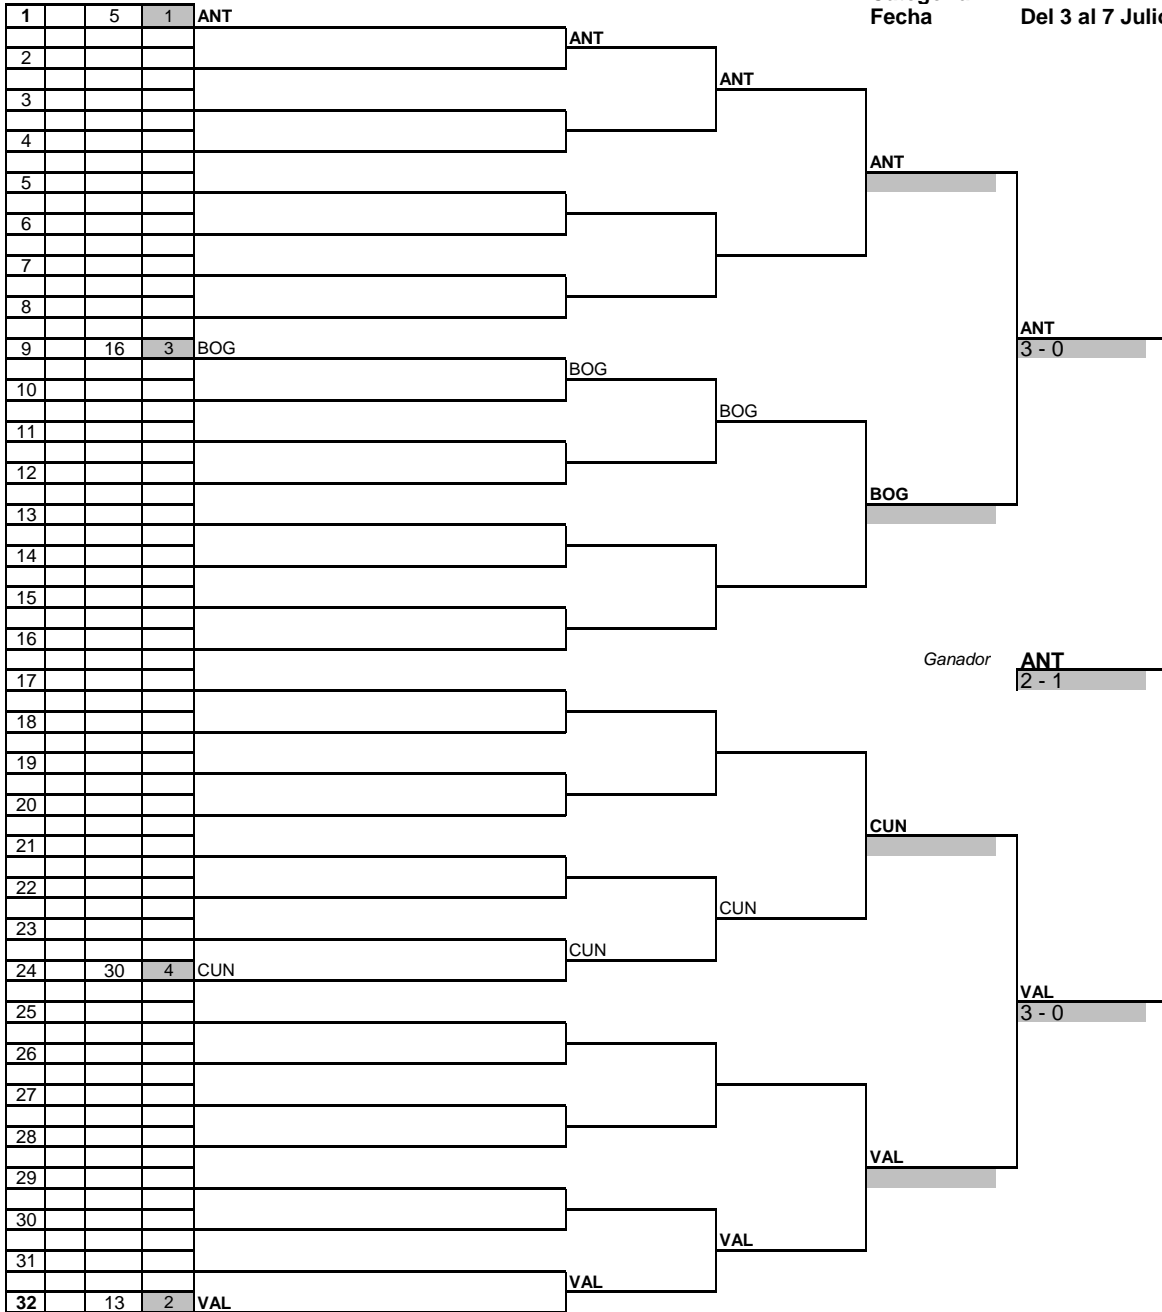 1 5 1 ANT
Fecha Del 3 al 7 Julio
ANT
2
ANT
3
4
ANT
5
6
7
8
ANT
9 16 3 BOG
3 - 0
BOG
10
BOG
11
12
BOG
13
14
15
16
Ganador ANT
17
2 - 1
18
19
20
CUN
21
22
CUN
23
CUN
24 30 4 CUN
VAL
25
3 - 0
26
27
28
VAL
29
30
VAL
31
VAL
32 13 2 VAL